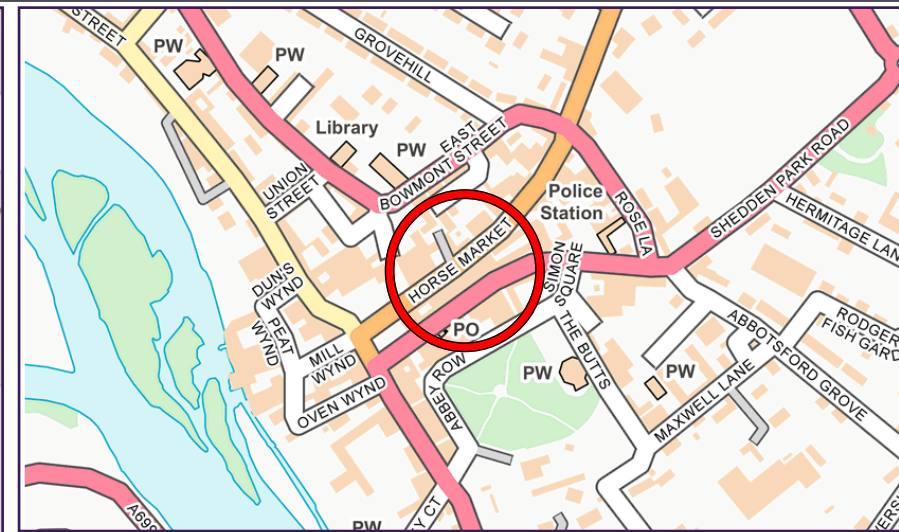 STREET
PW
PW
GROVEHILL
Library
PW
EAST
BOWMONT STREET
UNION
STREET
Police
Station
ROSE LA
SHEDDEN PARK ROAD
HERMITAGE LAN
HORSE MARKET
SIMON
SQUARE
DUN'S
WYND
PEAT
WYND
MILL
WYND
OVEN WYND
PO
ABBEY ROW
THE BUTTS
PW
PW
MAXWELL LANE
ABBOTSFORD GROVE
RODGER
FISH GARD
A699
PW
Y CT
ERS